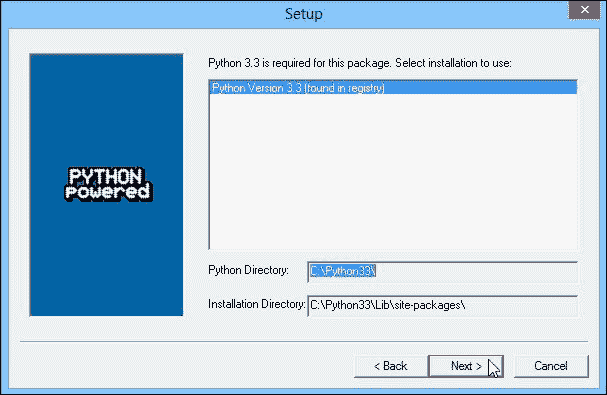 Setup
Python 3.3 is required for this package. Select installation to use:
Python Version 3.3 (found in registry)
PYTHON
powered
Python Directory:
C:\Python33\
Installation Directory:
C:\Python33\Lib\site-packages\
< Back
Next >
Cancel